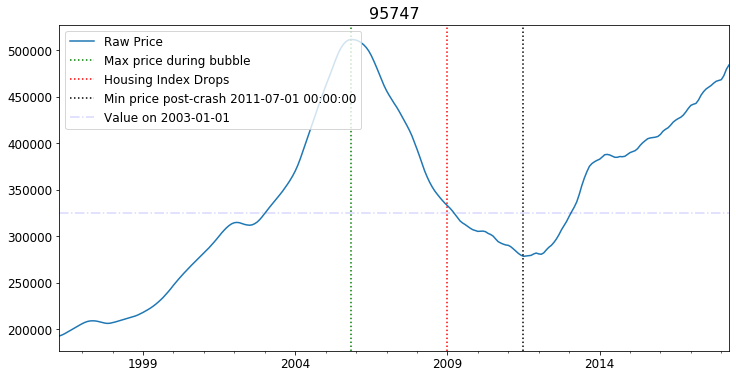 95747
Raw Price
Max price during bubble
Housing Index Drops
Min price post-crash 2011-07-01 00:00:00
Value on 2003-01-01
500000
450000
400000
350000
300000
250000
200000
1999 2004 2009 2014